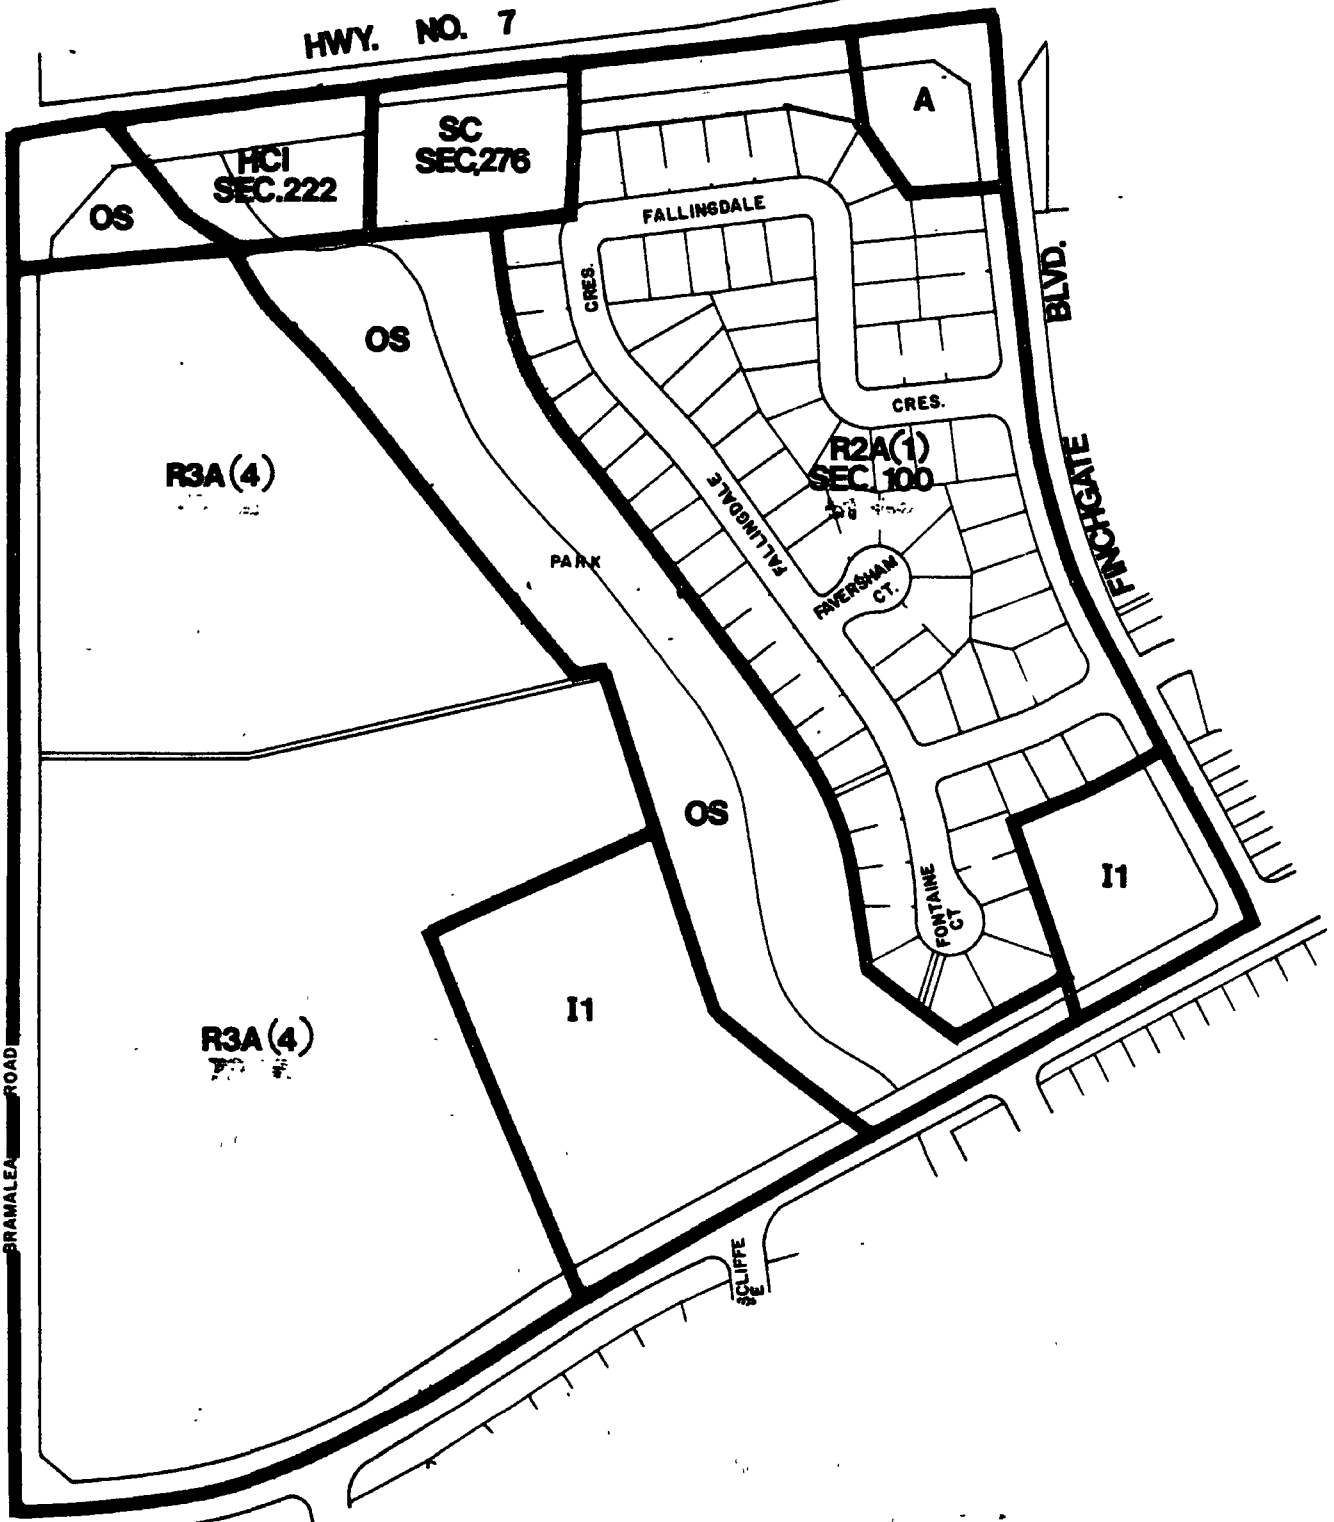 HWY. NO. 7
A
SC
SEC,276
HCI
SEC.222
OS
FALLINGDALE
CRES.
BLVD.
OS
CRES.
R2A(1)
SEC. 100
R3A(4)
FINCHGATE
FALLINGDALE
PARK
FAVERSHAM
CT.
OS
I1
FONTAINE
CT
I1
R3A(4)
BRAMALEA ROAD